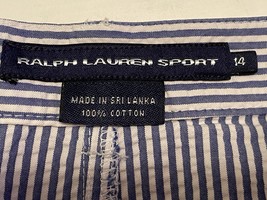 RALPH LAUREN SPORT 14
MADE IN SRI LANKA
100% COTTON